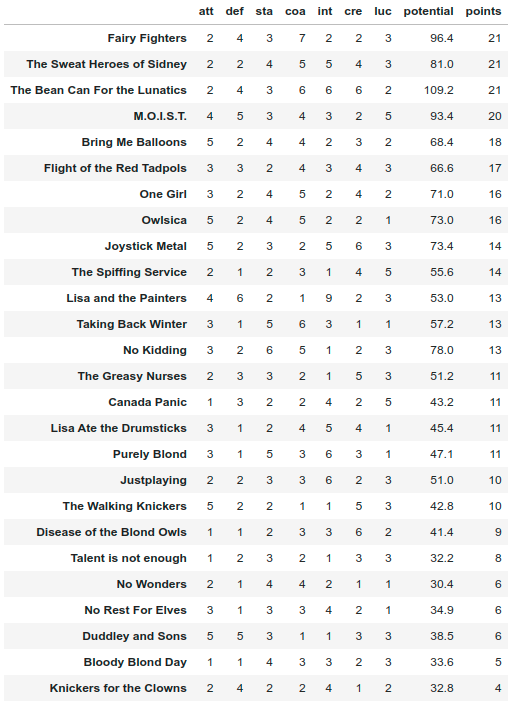 att def sta coa int cre luc potential points
Fairy Fighters 2 4 3 7 2 2 3 96.4 21
The Sweat Heroes of Sidney 2 2 4 5 5 4 3 81.0 21
The Bean Can For the Lunatics 2 4 3 6 6 6 2 109.2 21
M.O.I.S.T. 4 5 3 4 3 2 5 93.4 20
Bring Me Balloons 5 2 4 4 2 3 2 68.4 18
Flight of the Red Tadpols 3 3 2 4 3 4 3 66.6 17
One Girl 3 2 4 5 2 4 2 71.0 16
Owlsica 5 2 4 5 2 2 1 73.0 16
Joystick Metal 5 2 3 2 5 6 3 73.4 14
The Spiffing Service 2 1 2 3 1 4 5 55.6 14
Lisa and the Painters 4 6 2 1 9 2 3 53.0 13
Taking Back Winter 3 1 5 6 3 1 1 57.2 13
No Kidding 3 2 6 5 1 2 3 78.0 13
The Greasy Nurses 2 3 3 2 1 5 3 51.2 11
Canada Panic 1 3 2 2 4 2 5 43.2 11
Lisa Ate the Drumsticks 3 1 2 4 5 4 1 45.4 11
Purely Blond 3 1 5 3 6 3 1 47.1 11
Justplaying 2 2 3 3 6 2 3 51.0 10
The Walking Knickers 5 2 2 1 1 5 3 42.8 10
Disease of the Blond Owls 1 1 2 3 3 6 2 41.4 9
Talent is not enough 1 2 3 2 1 3 3 32.2 8
No Wonders 2 1 4 4 2 1 1 30.4 6
No Rest For Elves 3 1 3 3 4 2 1 34.9 6
Duddley and Sons 5 5 3 1 1 3 3 38.5 6
Bloody Blond Day 1 1 4 3 3 2 3 33.6 5
Knickers for the Clowns 2 4 2 2 4 1 2 32.8 4